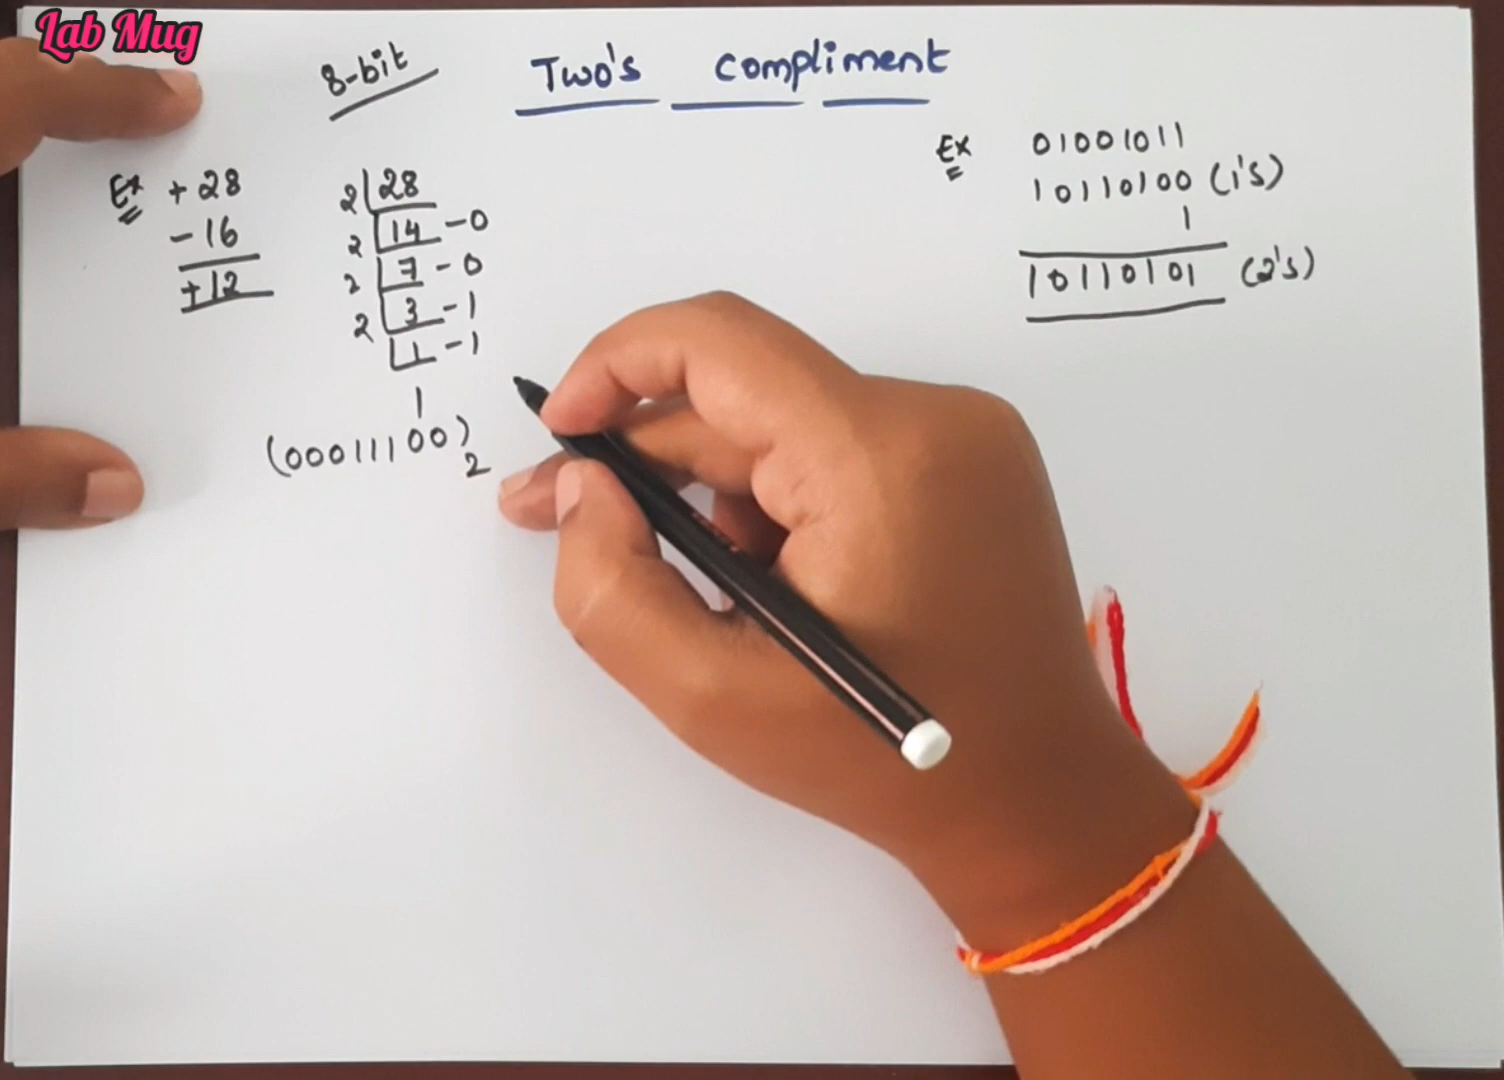 Lab Mug
8-bit Two's compliment
Ex +28
-16
+12
2 28
2 14 -0
2 7 -0
2 3 -1
1 -1
1
(00011100)2
Ex 01001011
10110100 (1's)
1
10110101 (2's)